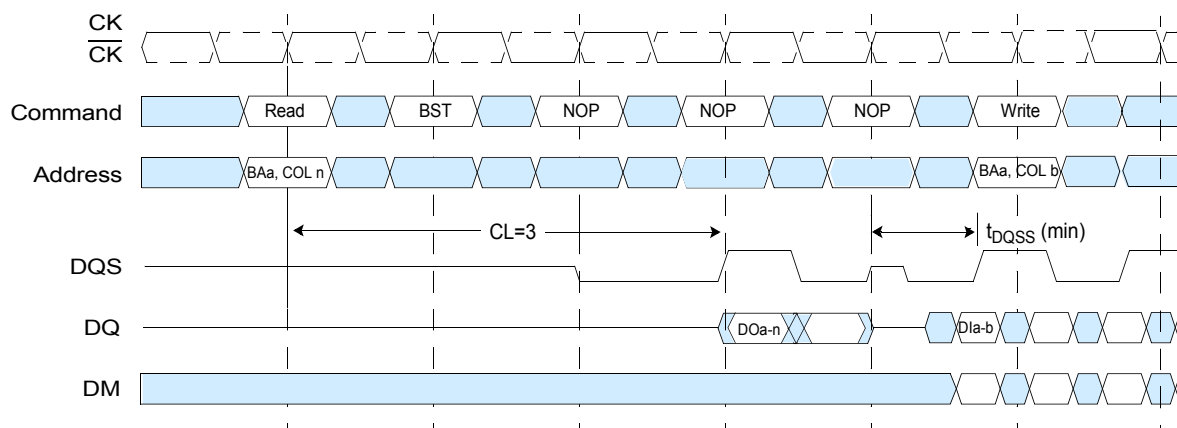 CK
CK
Command Read BST NOP NOP NOP Write
Address BAa, COL n BAa, COL b
CL=3 tDQSS (min)
DQS
DQ DOa-n DIa-b
DM